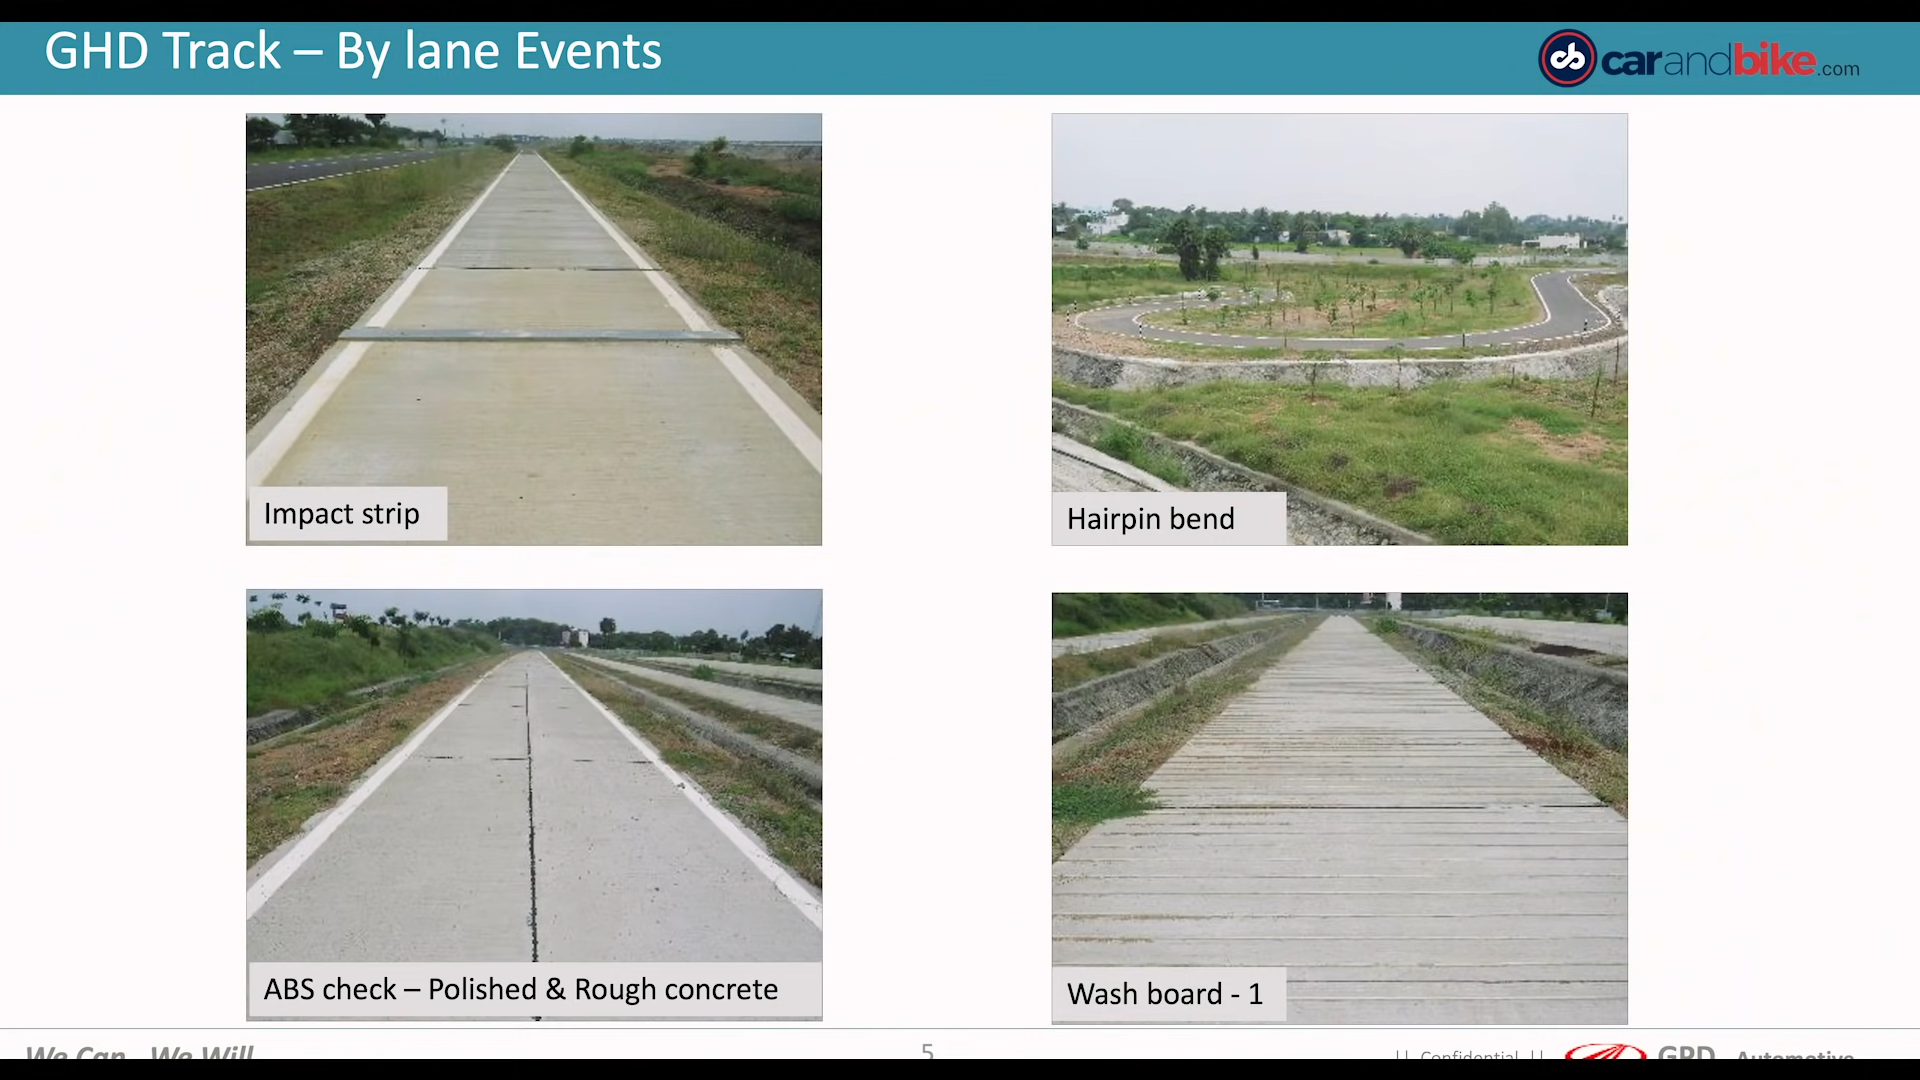 GHD Track – By lane Events
cb carandbike.com
Impact strip
Hairpin bend
ABS check – Polished & Rough concrete
Wash board - 1
We Can We Will
5
|| Confidential ||
Automotive